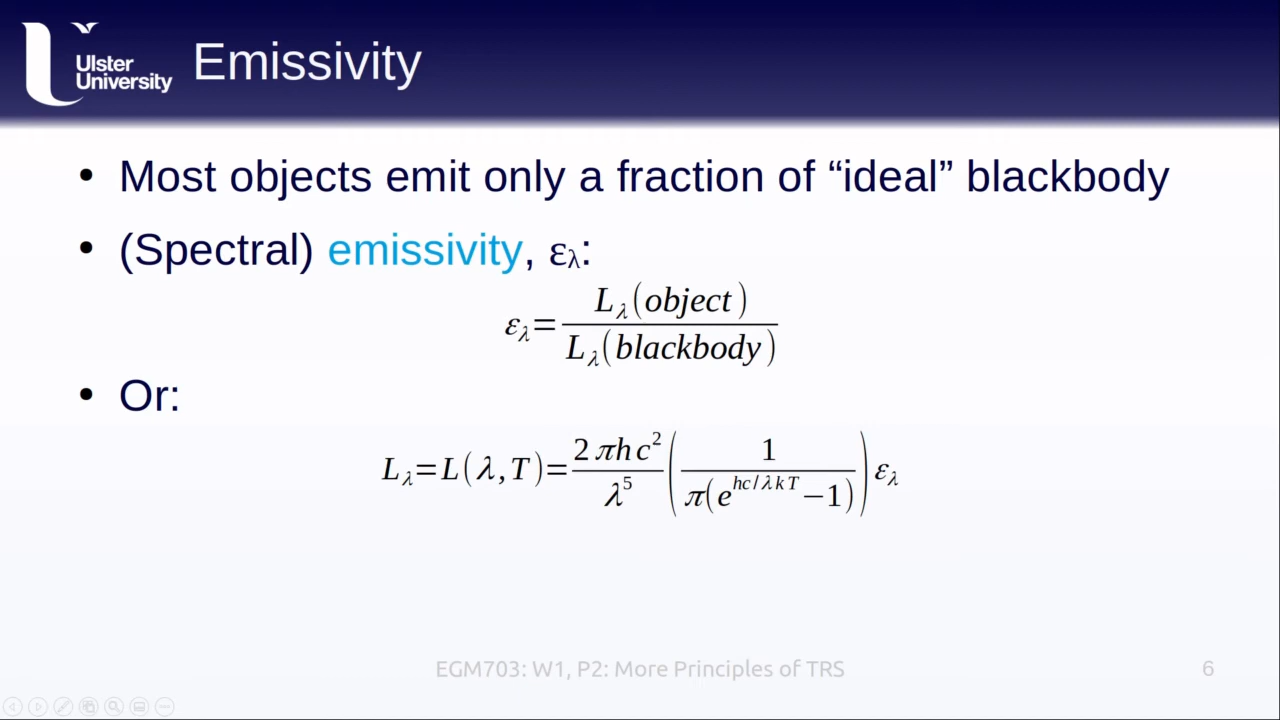 Ulster
University
Emissivity
• Most objects emit only a fraction of “ideal” blackbody
• (Spectral) emissivity, ε_λ:
ε_λ = L_λ(object) / L_λ(blackbody)
• Or:
L_λ = L(λ, T) = (2πhc² / λ⁵) (1 / π(e^{hc/λkT} − 1)) ε_λ
EGM703: W1, P2: More Principles of TRS
6